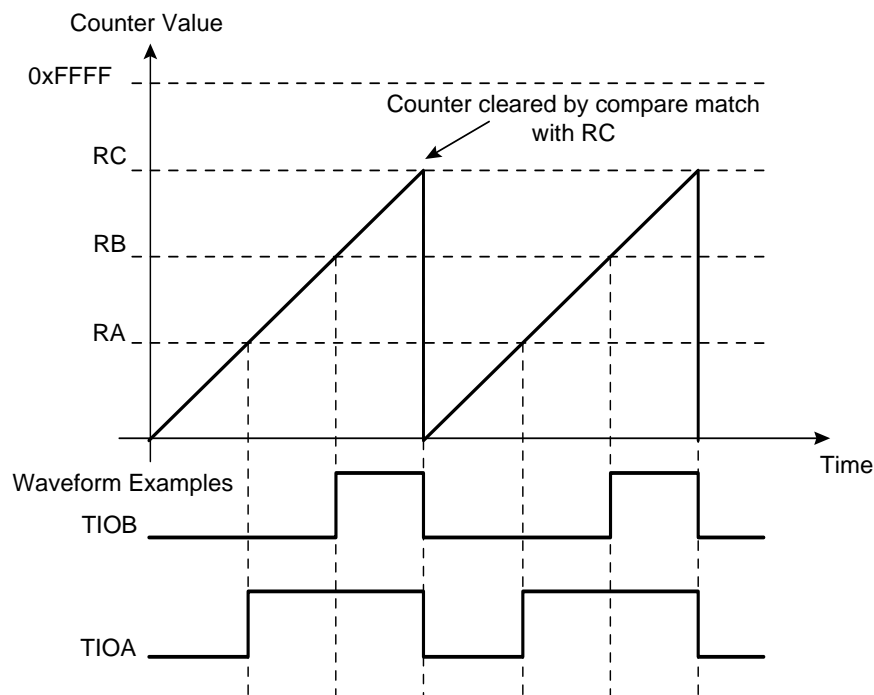 Counter Value
0xFFFF
Counter cleared by compare match
with RC
RC
RB
RA
Time
Waveform Examples
TIOB
TIOA